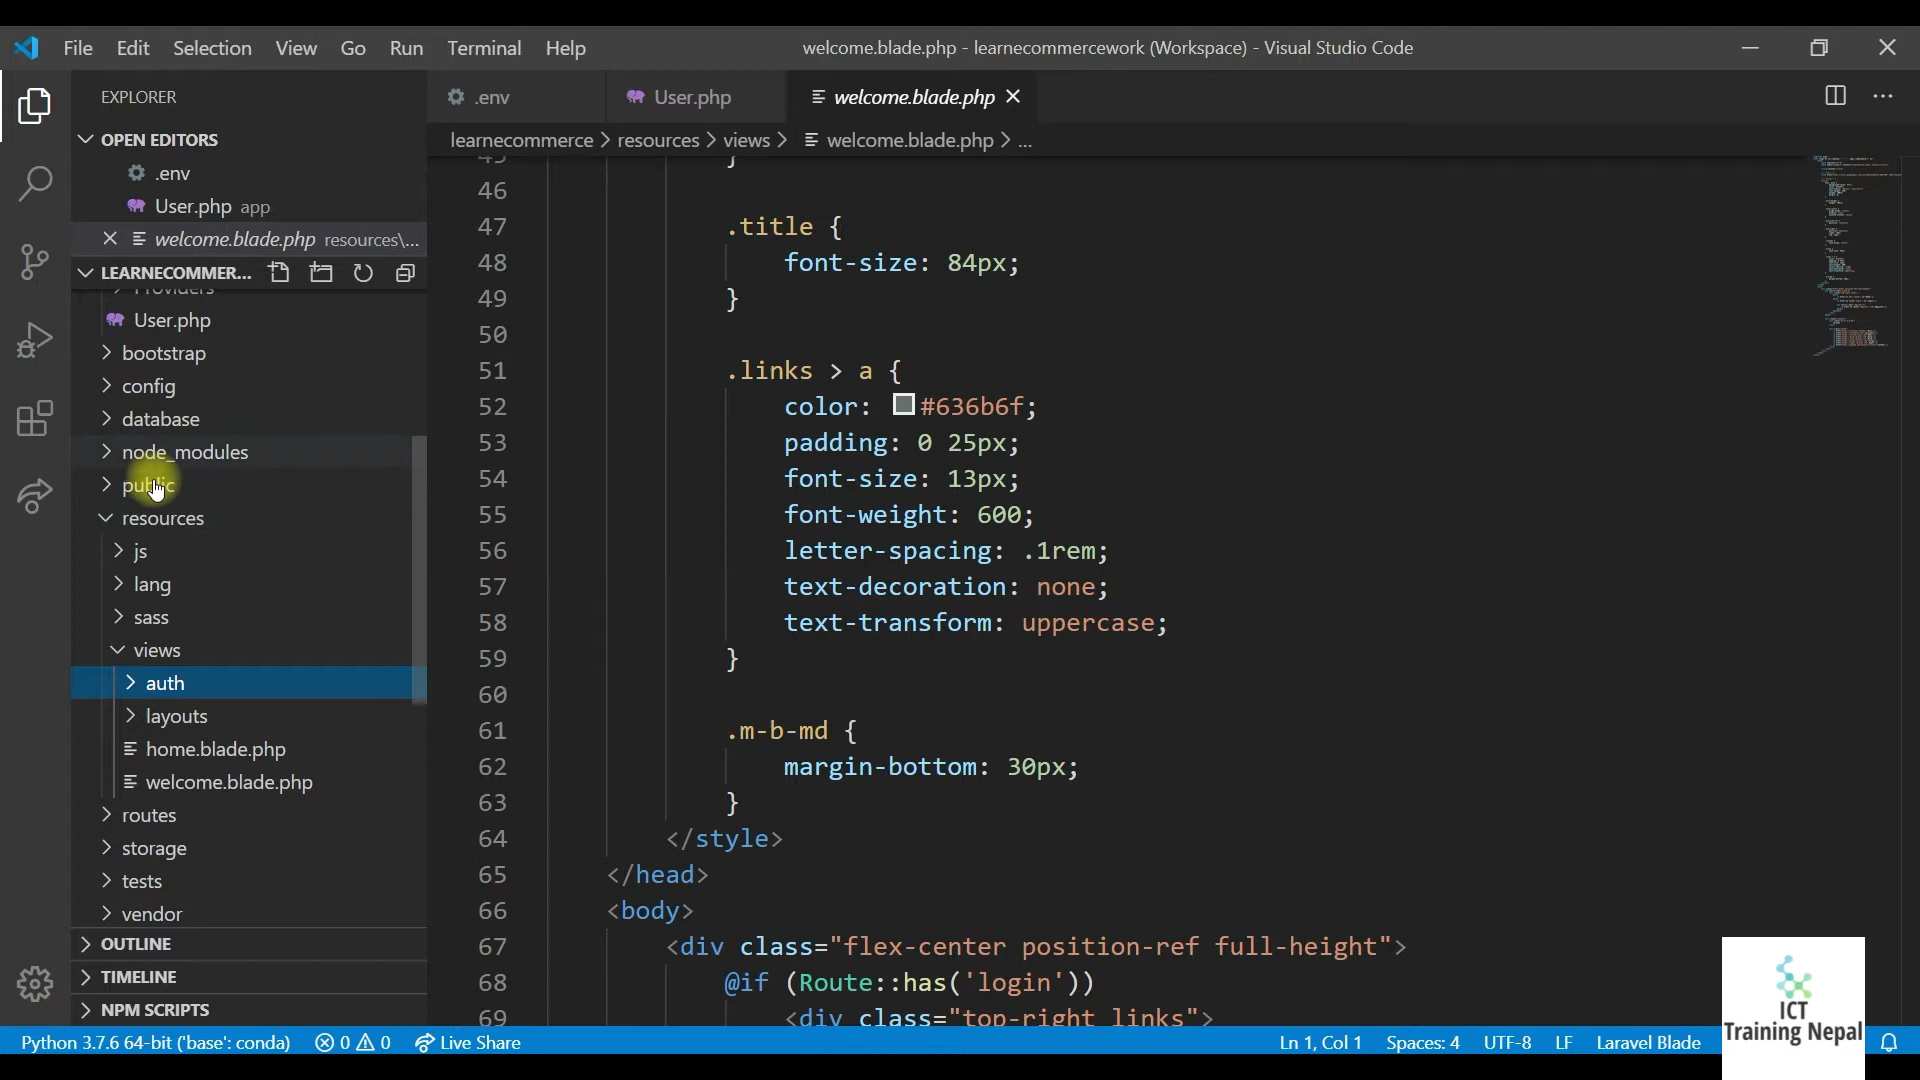 File Edit Selection View Go Run Terminal Help
welcome.blade.php - learnecommercework (Workspace) - Visual Studio Code
EXPLORER
OPEN EDITORS
.env
User.php app
welcome.blade.php resources\...
LEARNECOMMER...
Providers
User.php
bootstrap
config
database
node_modules
public
resources
js
lang
sass
views
auth
layouts
home.blade.php
welcome.blade.php
routes
storage
tests
vendor
OUTLINE
TIMELINE
NPM SCRIPTS
.env
User.php
welcome.blade.php
learnecommerce > resources > views > welcome.blade.php > ...
45 }
46
47 .title {
48 font-size: 84px;
49 }
50
51 .links > a {
52 color: #636b6f;
53 padding: 0 25px;
54 font-size: 13px;
55 font-weight: 600;
56 letter-spacing: .1rem;
57 text-decoration: none;
58 text-transform: uppercase;
59 }
60
61 .m-b-md {
62 margin-bottom: 30px;
63 }
64 </style>
65 </head>
66 <body>
67 <div class="flex-center position-ref full-height">
68 @if (Route::has('login'))
69 <div class="top-right links">
ICT
Training Nepal
Python 3.7.6 64-bit ('base': conda) 0 0 Live Share
Ln 1, Col 1 Spaces: 4 UTF-8 LF Laravel Blade